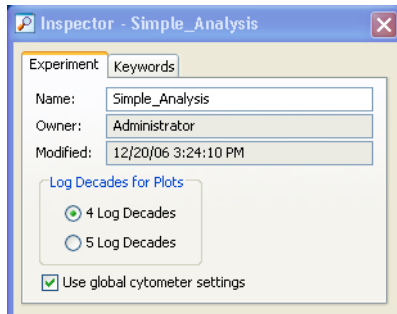 Inspector - Simple_Analysis
Experiment Keywords
Name: Simple_Analysis
Owner: Administrator
Modified: 12/20/06 3:24:10 PM
Log Decades for Plots
4 Log Decades
5 Log Decades
Use global cytometer settings